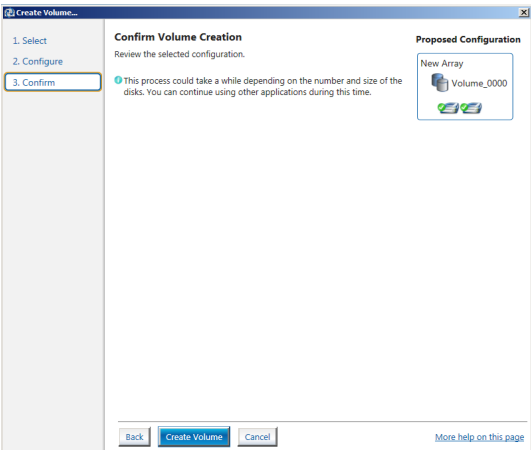 Create Volume...
1. Select
2. Configure
3. Confirm
Confirm Volume Creation
Review the selected configuration.
This process could take a while depending on the number and size of the
disks. You can continue using other applications during this time.
Proposed Configuration
New Array
Volume_0000
Back
Create Volume
Cancel
More help on this page